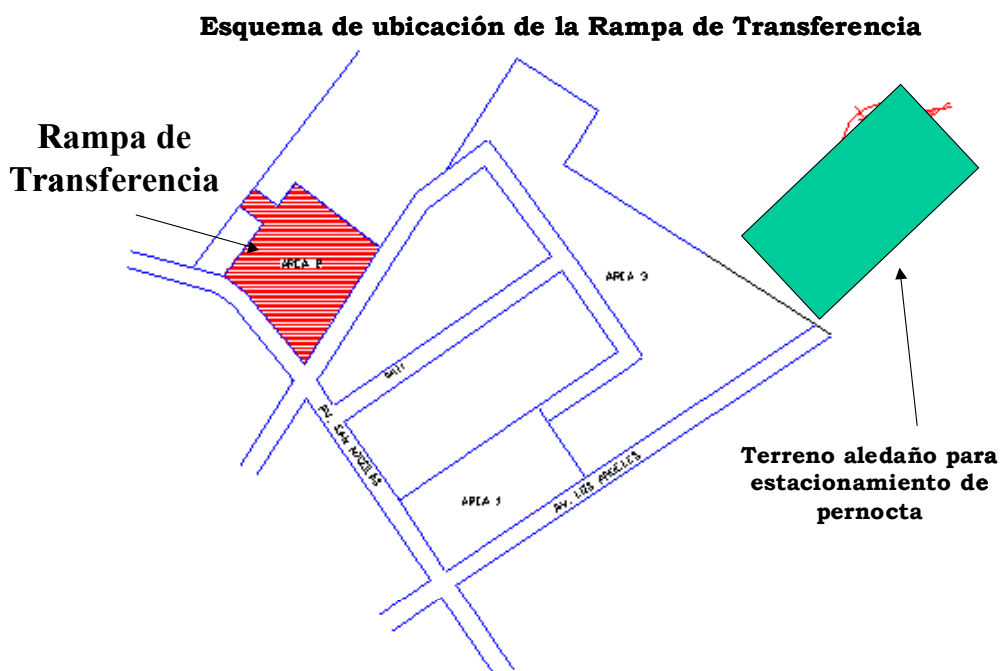 Esquema de ubicación de la Rampa de Transferencia
Rampa de
Transferencia
AREA 3
AV. SAN NICOLAS
AREA 1
AV. LOS ANGELES
Terreno aledaño para
estacionamiento de
pernocta